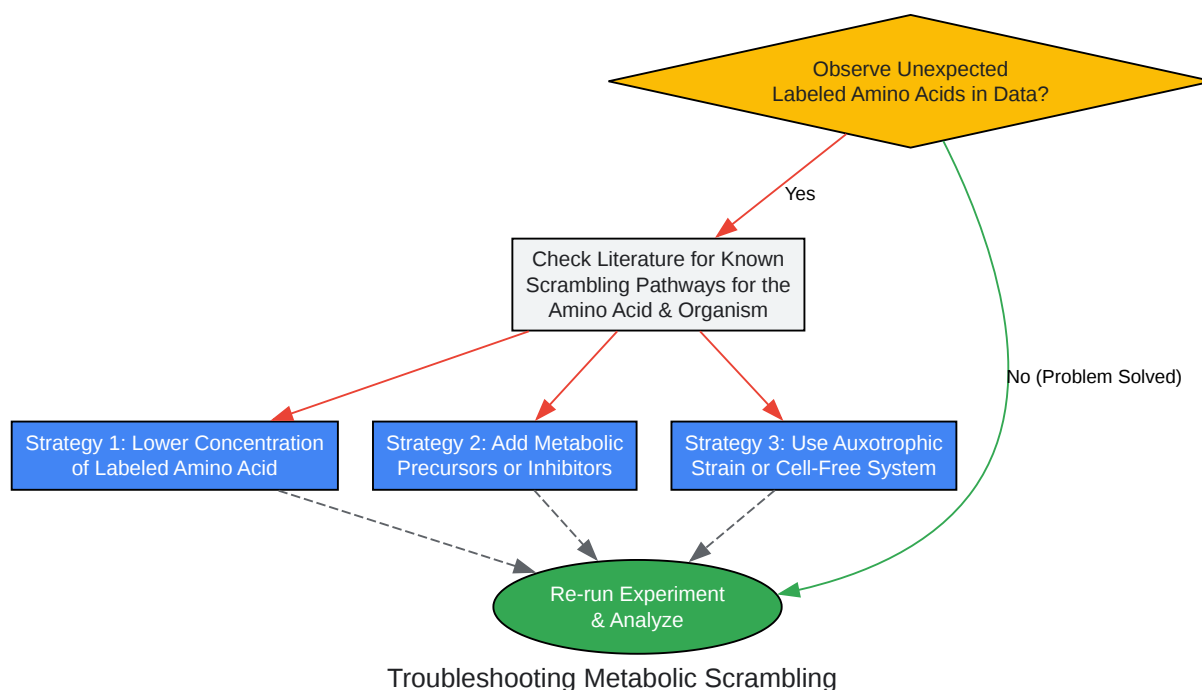 Observe Unexpected
Labeled Amino Acids in Data?
Yes
Check Literature for Known
Scrambling Pathways for the
Amino Acid & Organism
No (Problem Solved)
Strategy 1: Lower Concentration
of Labeled Amino Acid
Strategy 2: Add Metabolic
Precursors or Inhibitors
Strategy 3: Use Auxotrophic
Strain or Cell-Free System
Re-run Experiment
& Analyze
Troubleshooting Metabolic Scrambling